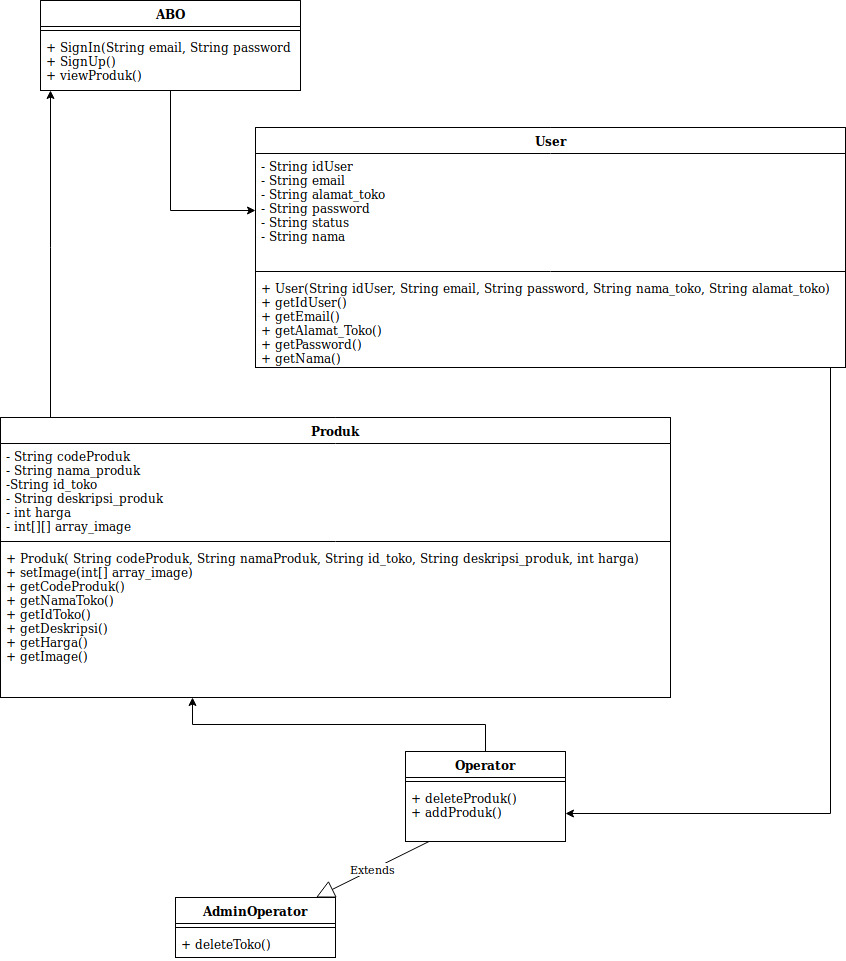 ABO
+ SignIn(String email, String password
+ SignUp()
+ viewProduk()
User
- String idUser
- String email
- String alamat_toko
- String password
- String status
- String nama
+ User(String idUser, String email, String password, String nama_toko, String alamat_toko)
+ getIdUser()
+ getEmail()
+ getAlamat_Toko()
+ getPassword()
+ getNama()
Produk
- String codeProduk
- String nama_produk
-String id_toko
- String deskripsi_produk
- int harga
- int[][] array_image
+ Produk( String codeProduk, String namaProduk, String id_toko, String deskripsi_produk, int harga)
+ setImage(int[] array_image)
+ getCodeProduk()
+ getNamaToko()
+ getIdToko()
+ getDeskripsi()
+ getHarga()
+ getImage()
Operator
+ deleteProduk()
+ addProduk()
Extends
AdminOperator
+ deleteToko()